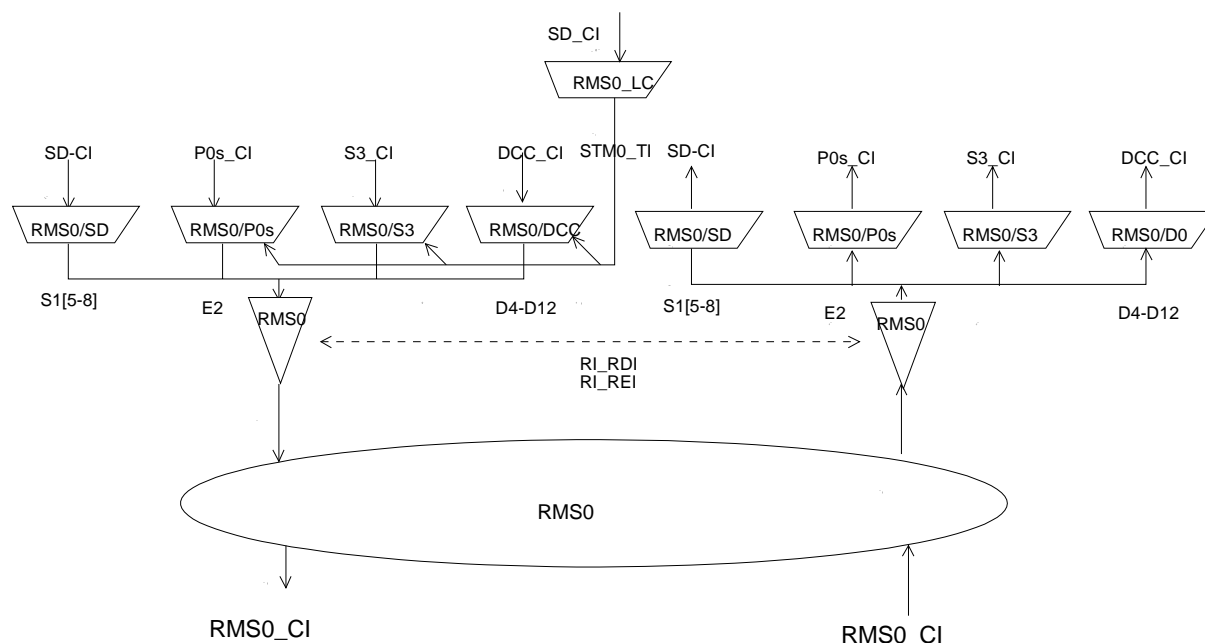 SD_CI
RMS0_LC
SD-CI P0s_CI S3_CI DCC_CI STM0_TI SD-CI P0s_CI S3_CI DCC_CI
RMS0/SD RMS0/P0s RMS0/S3 RMS0/DCC RMS0/SD RMS0/P0s RMS0/S3 RMS0/D0
S1[5-8] E2 D4-D12 S1[5-8] E2 D4-D12
RMS0 RMS0
RI_RDI
RI_REI
RMS0
RMS0_CI RMS0_CI